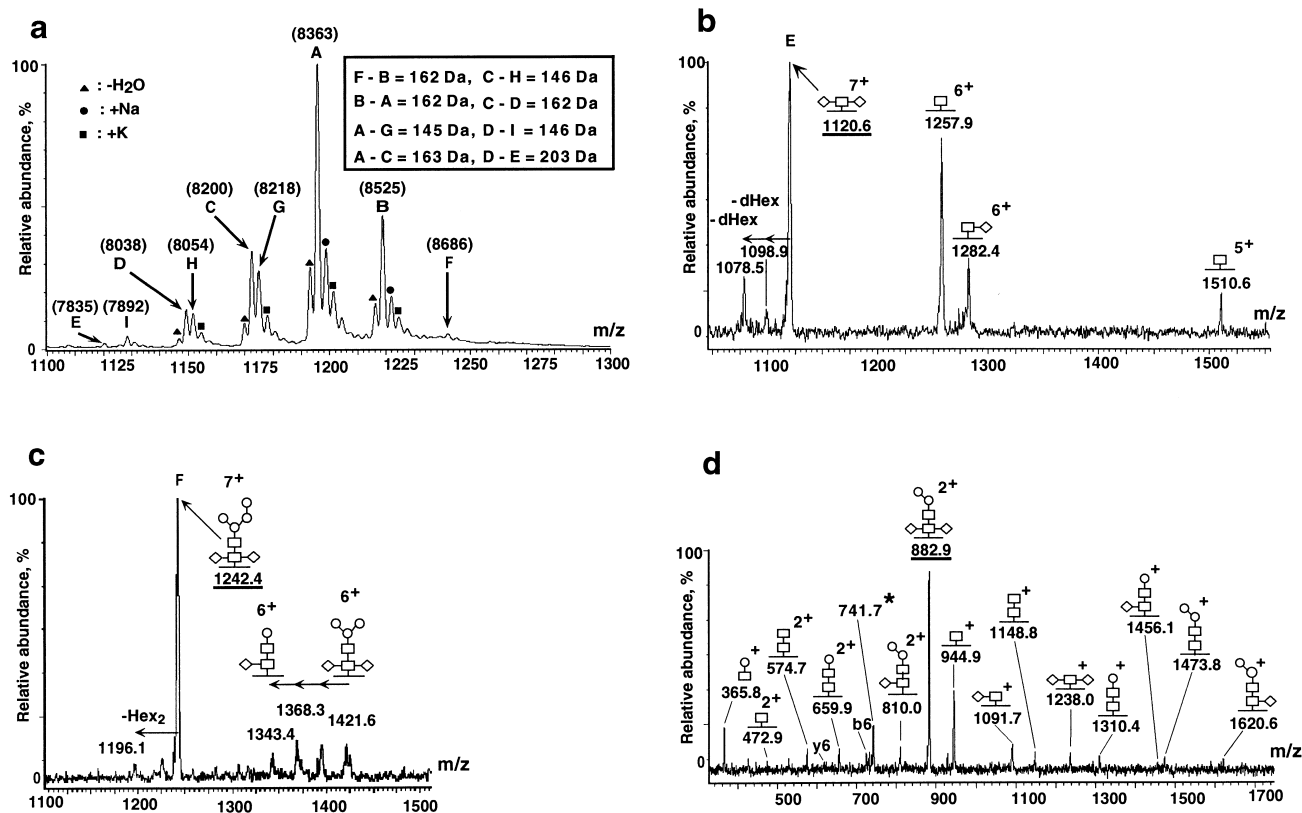 a
(8363)
A
100
▲ : -H2O
● : +Na
■ : +K
F - B = 162 Da, C - H = 146 Da
B - A = 162 Da, C - D = 162 Da
A - G = 145 Da, D - I = 146 Da
A - C = 163 Da, D - E = 203 Da
Relative abundance, %
(8200)
C
(8218)
G
(8525)
B
(8038)
D
(8054)
H
(8686)
F
(7835)
E
(7892)
I
m/z
0
1100 1125 1150 1175 1200 1225 1250 1275 1300
b
E
100
7+
1120.6
6+
1257.9
Relative abundance, %
- dHex
- dHex
1098.9
1078.5
6+
1282.4
5+
1510.6
m/z
0
1100 1200 1300 1400 1500
c
F
7+
100
1242.4
6+
6+
Relative abundance, %
-Hex2
1196.1
1343.4
1368.3
1421.6
m/z
0
1100 1200 1300 1400 1500
d
2+
882.9
100
Relative abundance, %
+
365.8
2+
472.9
2+
574.7
y6
2+
659.9
b6
741.7 *
2+
810.0
+
944.9
+
1091.7
+
1148.8
+
1238.0
+
1310.4
+
1456.1
+
1473.8
+
1620.6
m/z
0
500 700 900 1100 1300 1500 1700